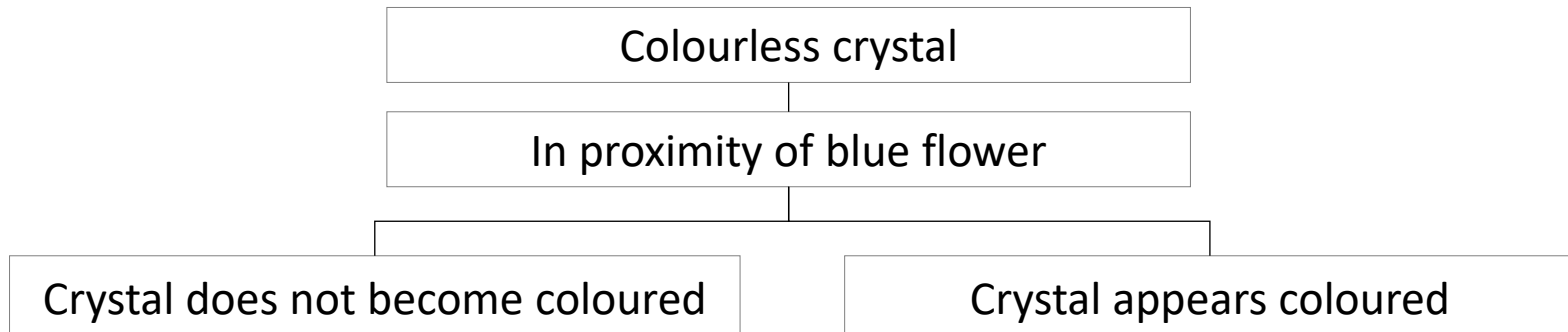 Colourless crystal
In proximity of blue flower
Crystal does not become coloured
Crystal appears coloured